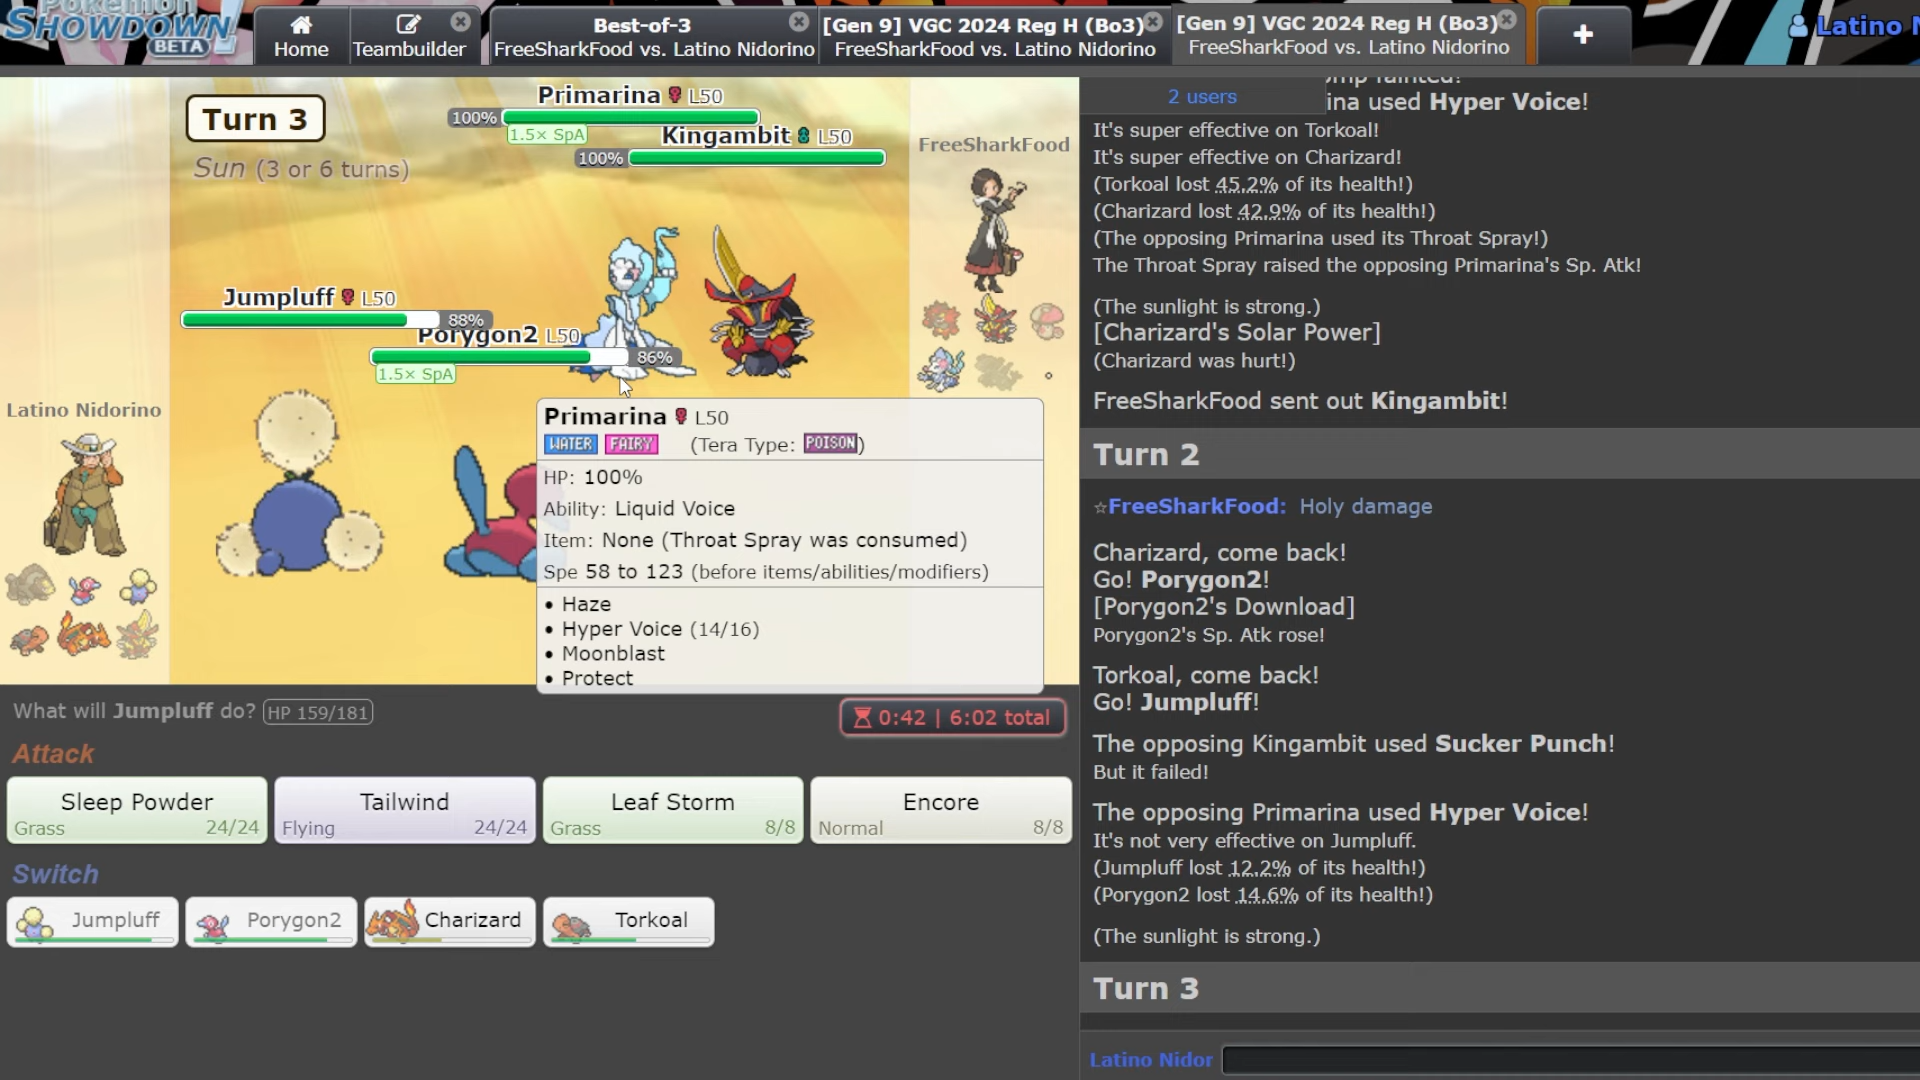 Pokémon
SHOWDOWN
BETA
Home
Teambuilder
Best-of-3
FreeSharkFood vs. Latino Nidorino
[Gen 9] VGC 2024 Reg H (Bo3)
FreeSharkFood vs. Latino Nidorino
[Gen 9] VGC 2024 Reg H (Bo3)
FreeSharkFood vs. Latino Nidorino
+
Latino N
Turn 3
Sun (3 or 6 turns)
Primarina L50
100%
1.5× SpA
Kingambit L50
100%
FreeSharkFood
Jumpluff L50
88%
Porygon2 L50
86%
1.5× SpA
Latino Nidorino
Primarina L50
WATER FAIRY (Tera Type: POISON)
HP: 100%
Ability: Liquid Voice
Item: None (Throat Spray was consumed)
Spe 58 to 123 (before items/abilities/modifiers)
• Haze
• Hyper Voice (14/16)
• Moonblast
• Protect
What will Jumpluff do? HP 159/181
0:42 | 6:02 total
Attack
Sleep Powder
Grass 24/24
Tailwind
Flying 24/24
Leaf Storm
Grass 8/8
Encore
Normal 8/8
Switch
Jumpluff
Porygon2
Charizard
Torkoal
2 users
ina used Hyper Voice!
It's super effective on Torkoal!
It's super effective on Charizard!
(Torkoal lost 45.2% of its health!)
(Charizard lost 42.9% of its health!)
(The opposing Primarina used its Throat Spray!)
The Throat Spray raised the opposing Primarina's Sp. Atk!
(The sunlight is strong.)
[Charizard's Solar Power]
(Charizard was hurt!)
FreeSharkFood sent out Kingambit!
Turn 2
☆FreeSharkFood: Holy damage
Charizard, come back!
Go! Porygon2!
[Porygon2's Download]
Porygon2's Sp. Atk rose!
Torkoal, come back!
Go! Jumpluff!
The opposing Kingambit used Sucker Punch!
But it failed!
The opposing Primarina used Hyper Voice!
It's not very effective on Jumpluff.
(Jumpluff lost 12.2% of its health!)
(Porygon2 lost 14.6% of its health!)
(The sunlight is strong.)
Turn 3
Latino Nidor